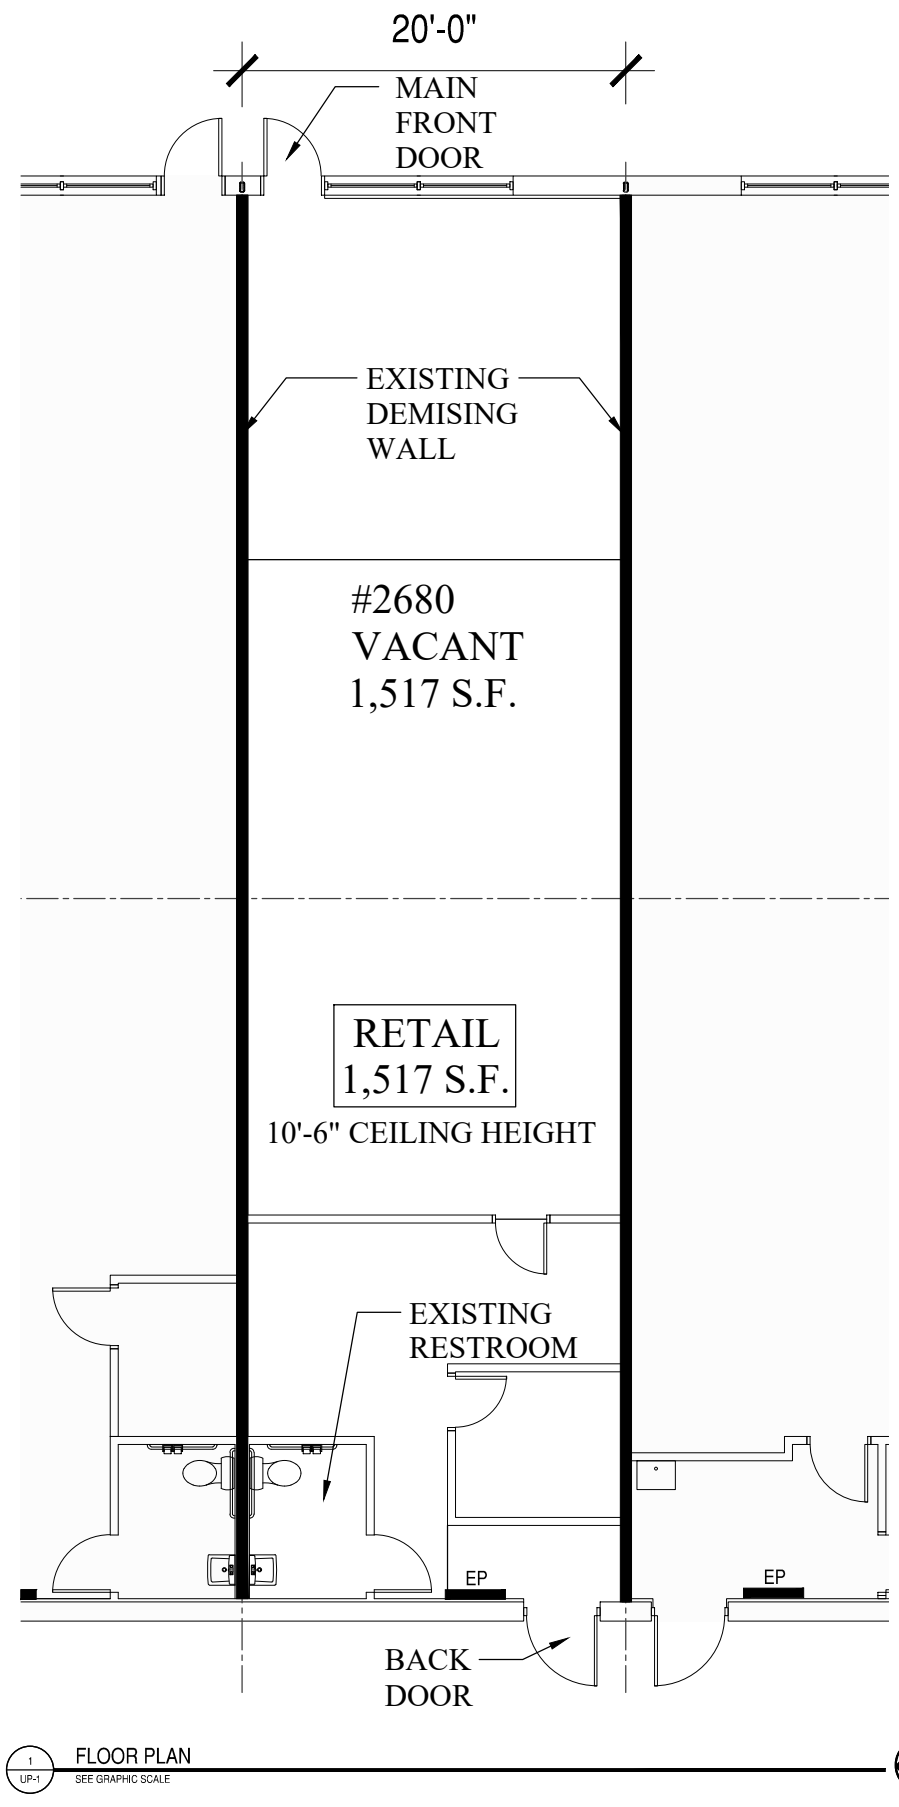 20'-0"
MAIN
FRONT
DOOR
EXISTING
DEMISING
WALL
#2680
VACANT
1,517 S.F.
RETAIL
1,517 S.F.
10'-6" CEILING HEIGHT
EXISTING
RESTROOM
EP
EP
BACK
DOOR
1
UP-1
FLOOR PLAN
SEE GRAPHIC SCALE